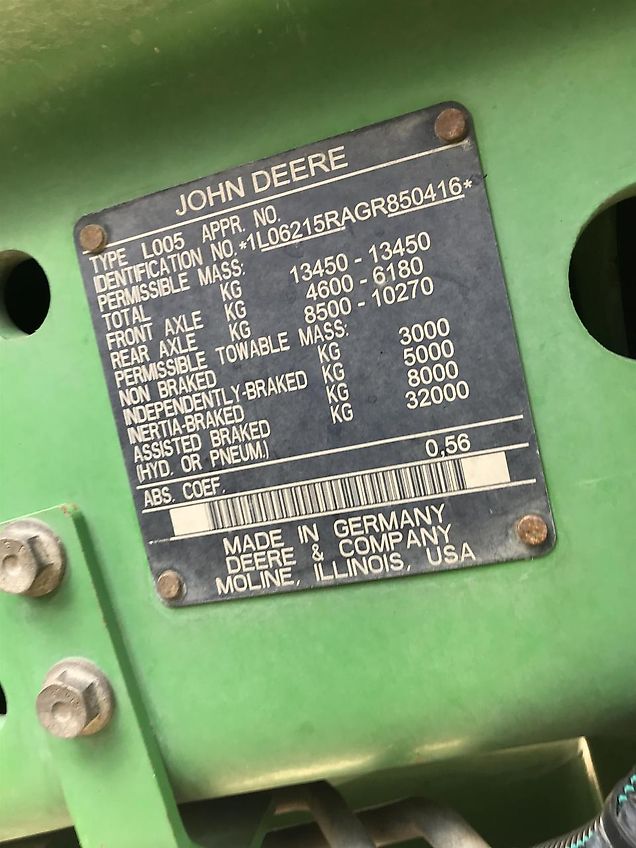 JOHN DEERE
TYPE L005 APPR. NO.
IDENTIFICATION NO. *1L06215RAGR850416*
PERMISSIBLE MASS:
TOTAL KG 13450 - 13450
FRONT AXLE KG 4600 - 6180
REAR AXLE KG 8500 - 10270
PERMISSIBLE TOWABLE MASS:
NON BRAKED KG 3000
INDEPENDENTLY-BRAKED KG 5000
INERTIA-BRAKED KG 8000
ASSISTED BRAKED KG 32000
(HYD. OR PNEUM.)
ABS. COEF. 0,56
MADE IN GERMANY
DEERE & COMPANY
MOLINE, ILLINOIS, USA